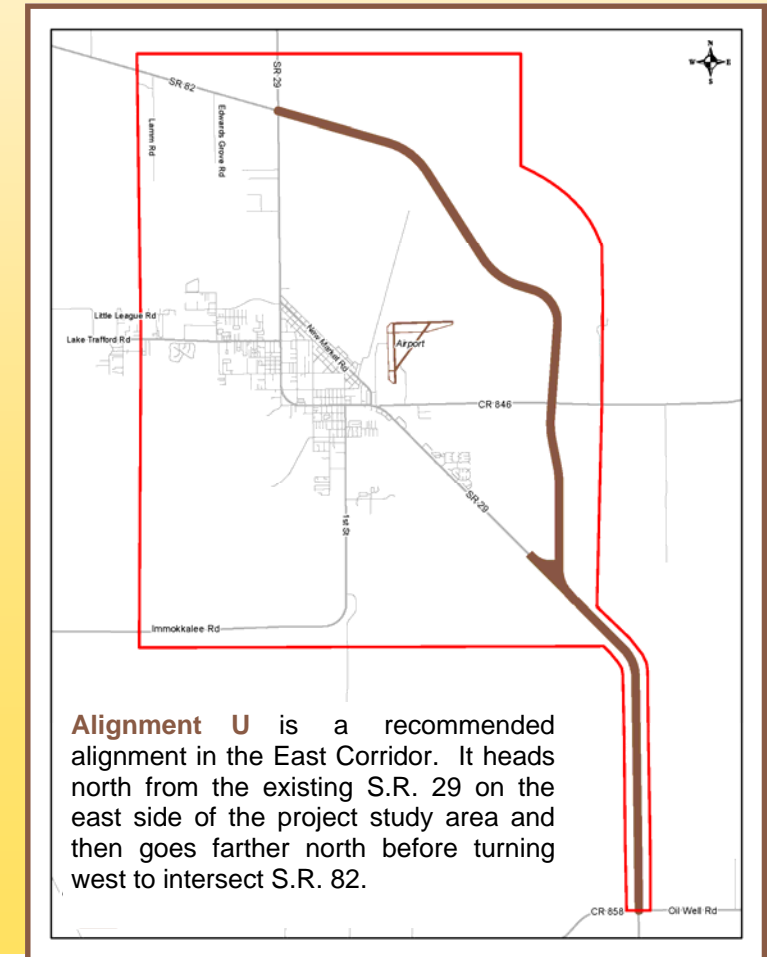 N
W E
S
SR 82
SR 29
Lamm Rd
Edwards Grove Rd
Little League Rd
Lake Trafford Rd
New Market Rd
Airport
CR 846
SR-29
1st St
Immokkalee Rd
Alignment U is a recommended
alignment in the East Corridor. It heads
north from the existing S.R. 29 on the
east side of the project study area and
then goes farther north before turning
west to intersect S.R. 82.
CR 858
Oil Well Rd